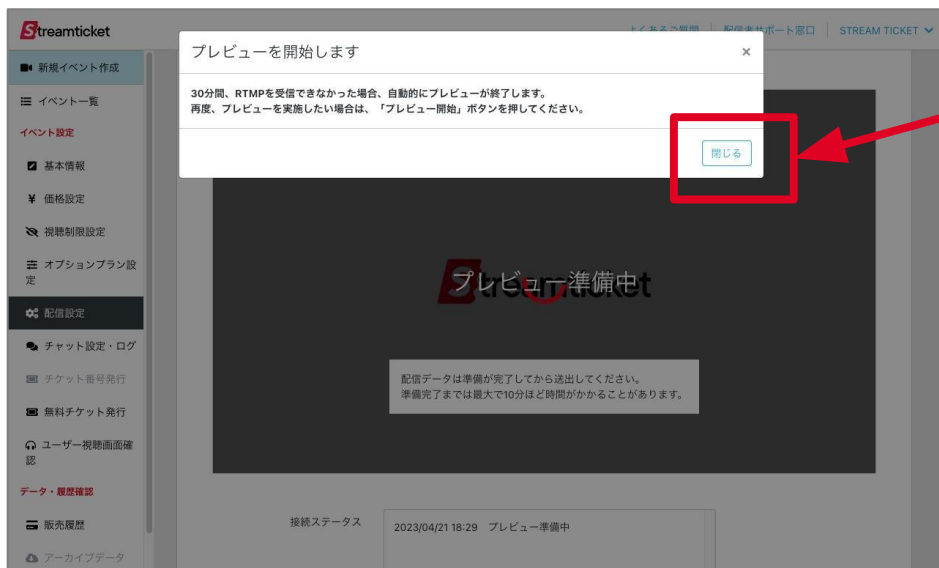 Streamticket
よくあるご質問
配信者サポート窓口
STREAM TICKET
プレビューを開始します
×
新規イベント作成
30分間、RTMPを受信できなかった場合、自動的にプレビューが終了します。
再度、プレビューを実施したい場合は、「プレビュー開始」ボタンを押してください。
閉じる
イベント一覧
イベント設定
基本情報
¥ 価格設定
視聴制限設定
オプションプラン設
定
配信設定
チャット設定・ログ
チケット番号発行
無料チケット発行
ユーザー視聴画面確
認
データ・履歴確認
販売履歴
アーカイブデータ
Streamticket
プレビュー準備中
配信データは準備が完了してから送出してください。
準備完了までは最大で10分ほど時間がかかることがあります。
接続ステータス
2023/04/21 18:29 プレビュー準備中